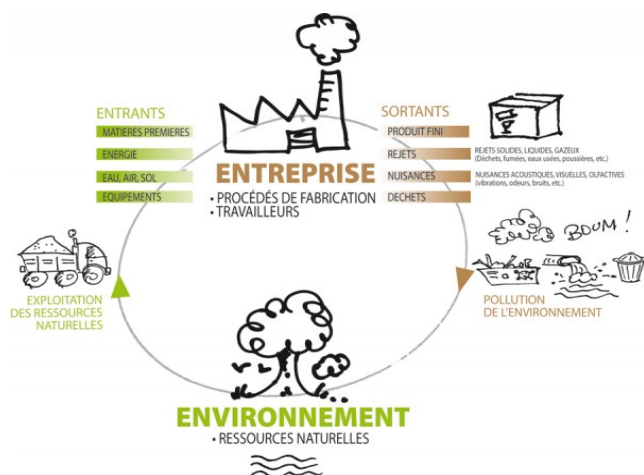 ENTRANTS
MATIERES PREMIERES
ENERGIE
EAU, AIR, SOL
EQUIPEMENTS
ENTREPRISE
• PROCÉDÉS DE FABRICATION
• TRAVAILLEURS
SORTANTS
PRODUIT FINI
REJETS
REJETS SOLIDES, LIQUIDES, GAZEUX
(Déchets, fumées, eaux usées, poussières, etc.)
NUISANCES
NUISANCES ACOUSTIQUES, VISUELLES, OLFACTIVES
(vibrations, odeurs, bruits, etc.)
DECHETS
BOUM !
EXPLOITATION
DES RESSOURCES
NATURELLES
POLLUTION
DE L'ENVIRONNEMENT
ENVIRONNEMENT
• RESSOURCES NATURELLES